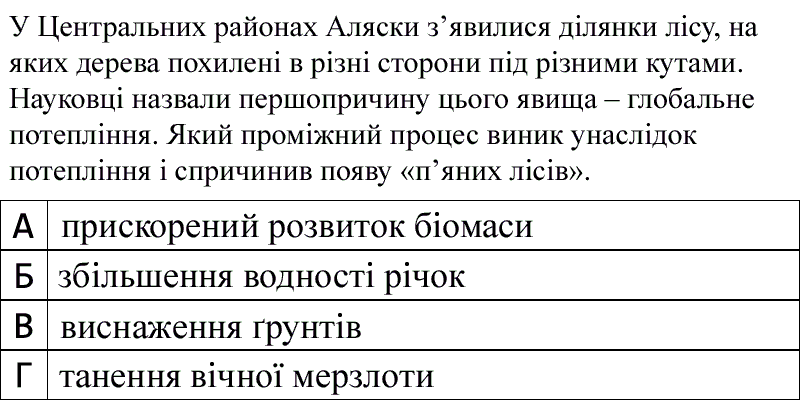 У Центральних районах Аляски з’явилися ділянки лісу, на
яких дерева похилені в різні сторони під різними кутами.
Науковці назвали першопричину цього явища – глобальне
потепління. Який проміжний процес виник унаслідок
потепління і спричинив появу «п’яних лісів».
А прискорений розвиток біомаси
Б збільшення водності річок
В виснаження ґрунтів
Г танення вічної мерзлоти